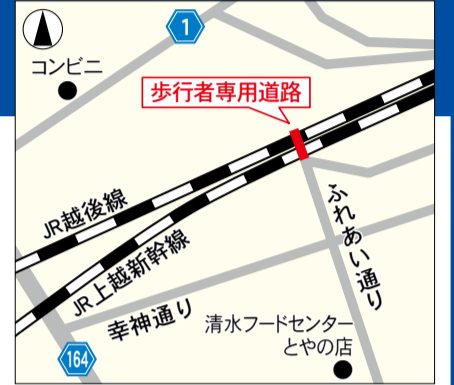 1
コンビニ
歩行者専用道路
JR越後線
JR上越新幹線
ふれあい通り
幸神通り
清水フードセンター
とやの店
164